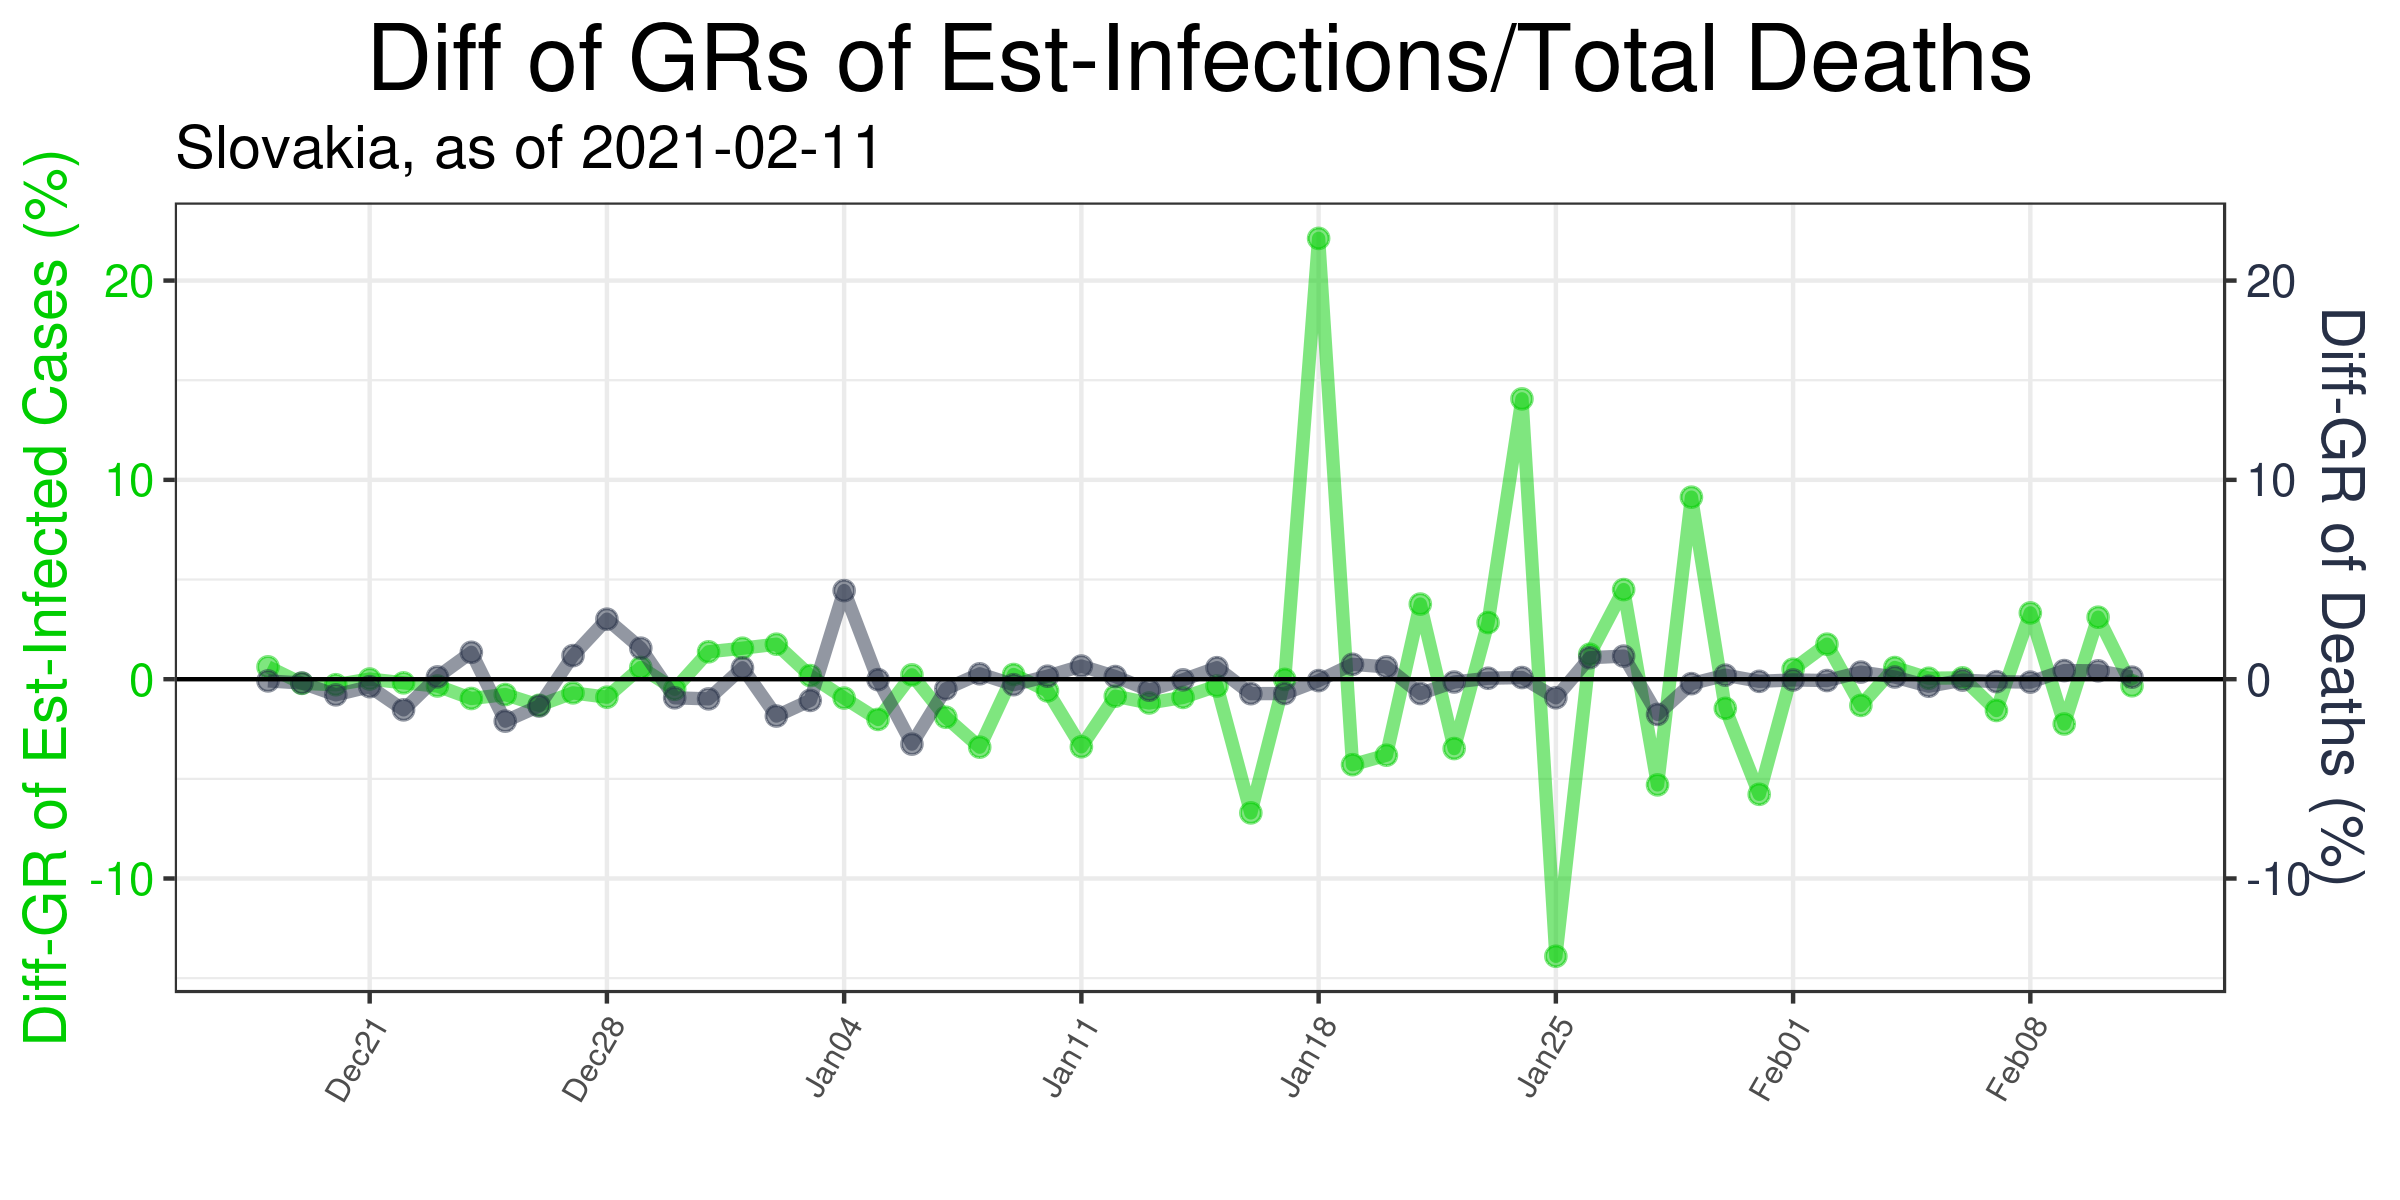 Diff of GRs of Est-Infections/Total Deaths
Slovakia, as of 2021-02-11
Diff-GR of Est-Infected Cases (%)
20
10
0
-10
20
10
0
-10
Diff-GR of Deaths (%)
Dec21
Dec28
Jan04
Jan11
Jan18
Jan25
Feb01
Feb08